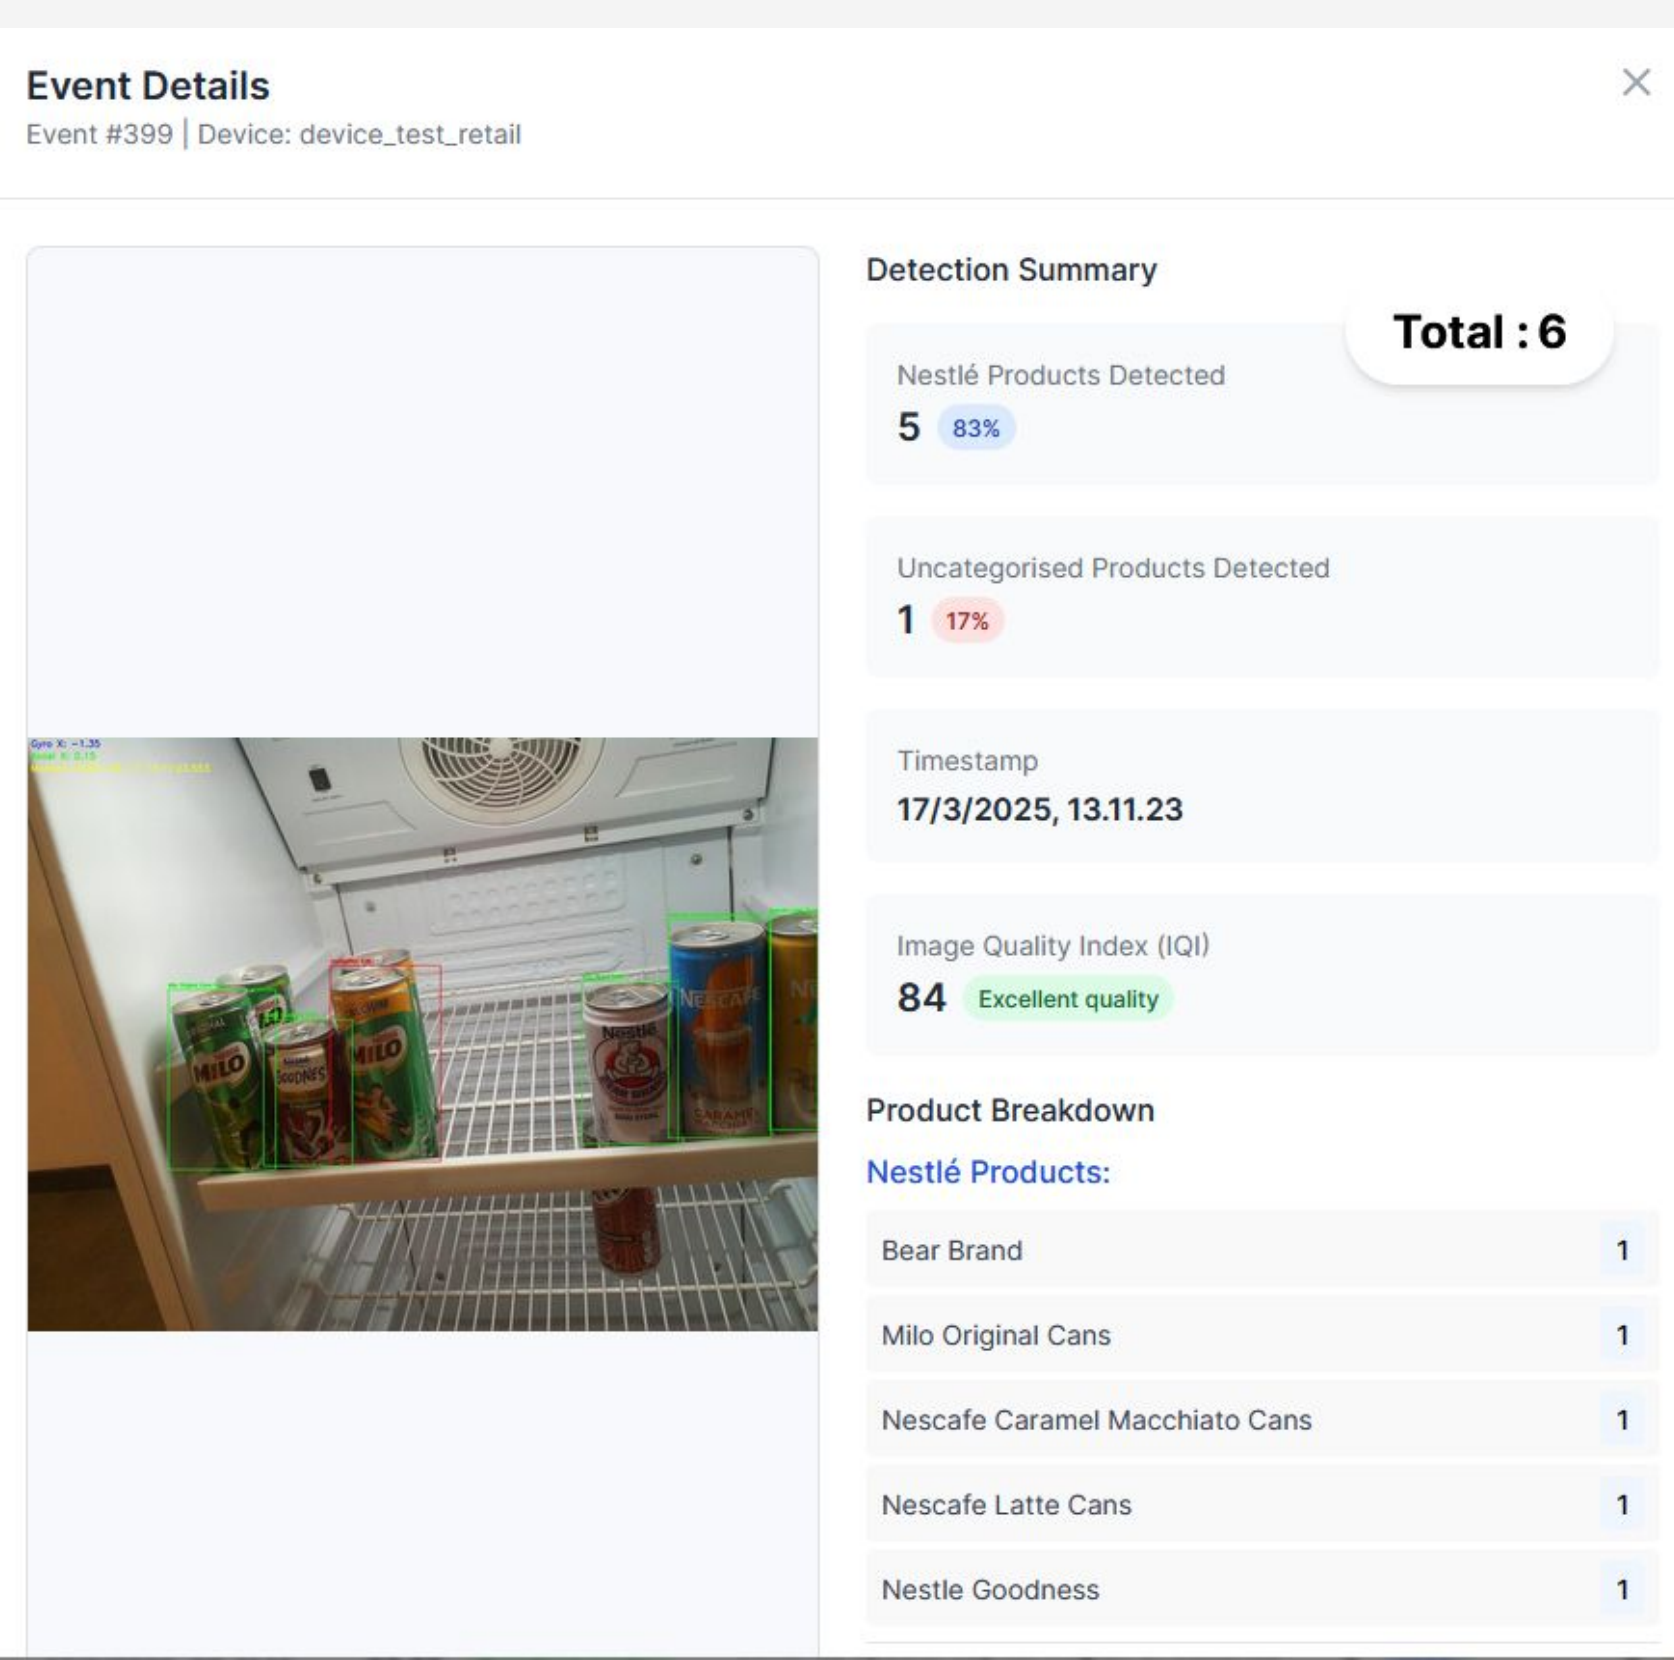 Event Details
Event #399 | Device: device_test_retail
Detection Summary
Total : 6
Nestlé Products Detected
5 83%
Uncategorised Products Detected
1 17%
Timestamp
17/3/2025, 13.11.23
Image Quality Index (IQI)
84 Excellent quality
Product Breakdown
Nestlé Products:
Bear Brand 1
Milo Original Cans 1
Nescafe Caramel Macchiato Cans 1
Nescafe Latte Cans 1
Nestle Goodness 1
Gyro X: -1.35
MILO
GOODNES
MILO
Nestlé
NESCAFE
CARAMEL